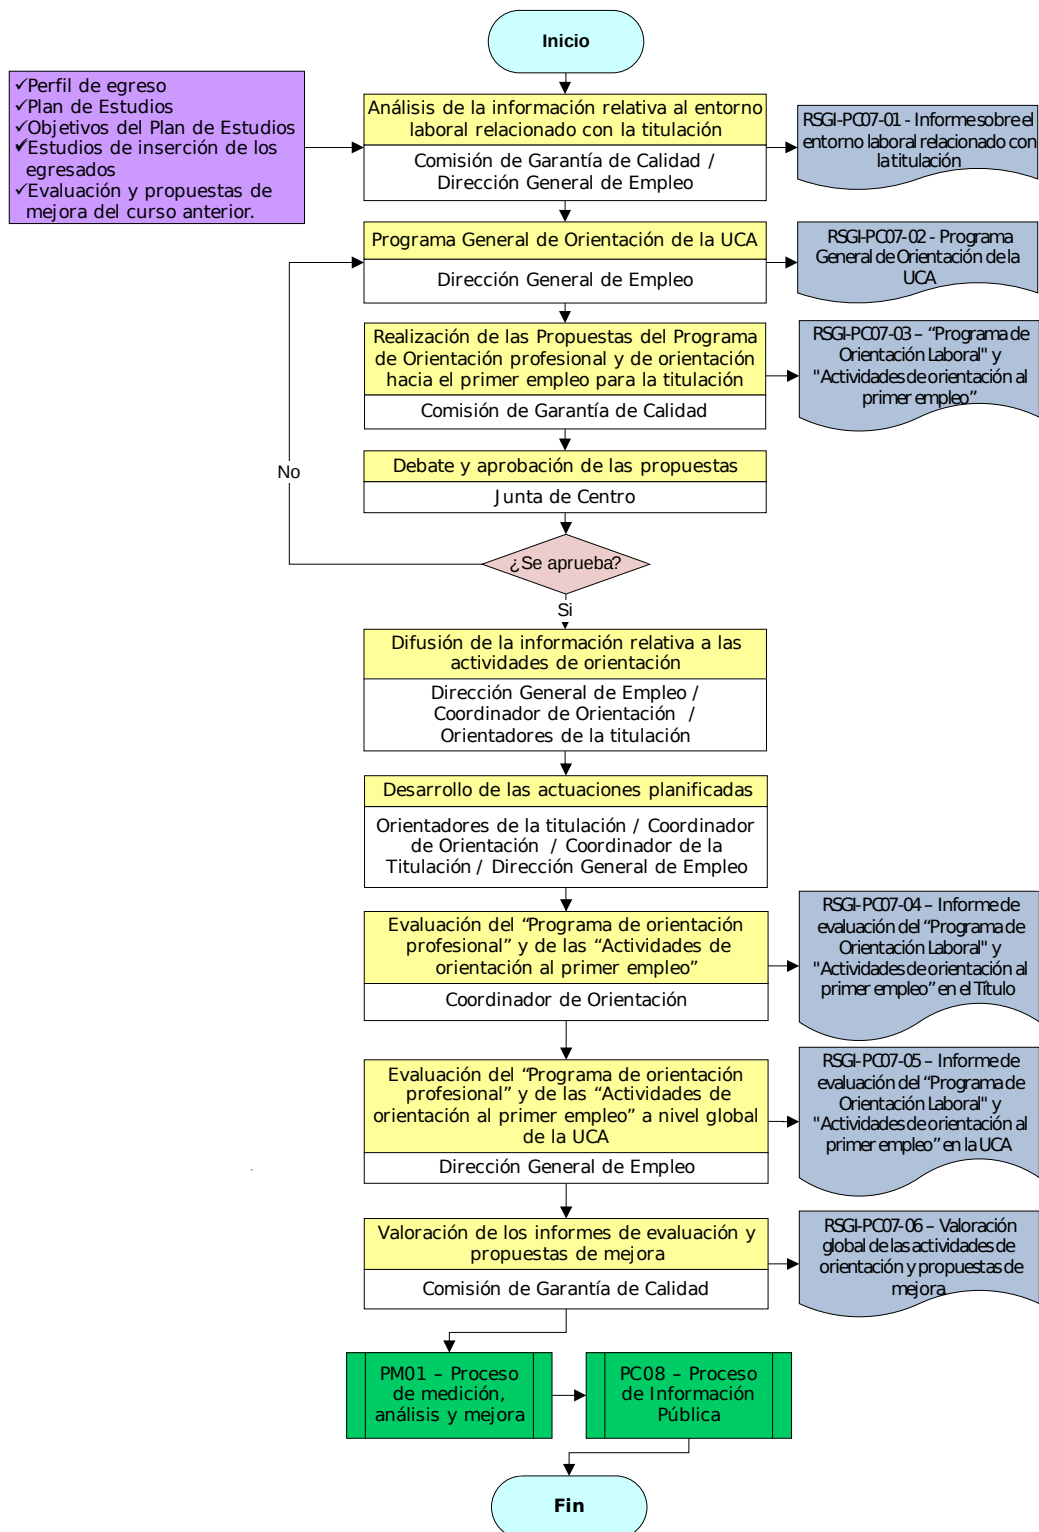 Inicio
✓Perfil de egreso
✓Plan de Estudios
✓Objetivos del Plan de Estudios
✓Estudios de inserción de los
egresados
✓Evaluación y propuestas de
mejora del curso anterior.
Análisis de la información relativa al entorno
laboral relacionado con la titulación
Comisión de Garantía de Calidad /
Dirección General de Empleo
RSGI-PC07-01 - Informe sobre el
entorno laboral relacionado con
la titulación
Programa General de Orientación de la UCA
Dirección General de Empleo
RSGI-PC07-02 - Programa
General de Orientación de la
UCA
Realización de las Propuestas del Programa
de Orientación profesional y de orientación
hacia el primer empleo para la titulación
Comisión de Garantía de Calidad
RSGI-PC07-03 – “Programa de
Orientación Laboral" y
"Actividades de orientación al
primer empleo”
Debate y aprobación de las propuestas
Junta de Centro
No
¿Se aprueba?
Si
Difusión de la información relativa a las
actividades de orientación
Dirección General de Empleo /
Coordinador de Orientación /
Orientadores de la titulación
Desarrollo de las actuaciones planificadas
Orientadores de la titulación / Coordinador
de Orientación / Coordinador de la
Titulación / Dirección General de Empleo
Evaluación del “Programa de orientación
profesional” y de las “Actividades de
orientación al primer empleo”
Coordinador de Orientación
RSGI-PC07-04 – Informe de
evaluación del “Programa de
Orientación Laboral" y
"Actividades de orientación al
primer empleo” en el Título
Evaluación del “Programa de orientación
profesional” y de las “Actividades de
orientación al primer empleo” a nivel global
de la UCA
Dirección General de Empleo
RSGI-PC07-05 – Informe de
evaluación del “Programa de
Orientación Laboral" y
"Actividades de orientación al
primer empleo” en la UCA
Valoración de los informes de evaluación y
propuestas de mejora
Comisión de Garantía de Calidad
RSGI-PC07-06 – Valoración
global de las actividades de
orientación y propuestas de
mejora
PM01 – Proceso
de medición,
análisis y mejora
PC08 – Proceso
de Información
Pública
Fin